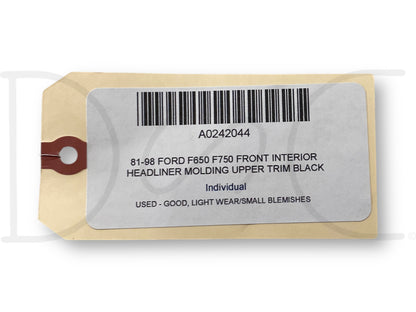 A0242044
81-98 FORD F650 F750 FRONT INTERIOR
HEADLINER MOLDING UPPER TRIM BLACK
Individual
USED - GOOD, LIGHT WEAR/SMALL BLEMISHES